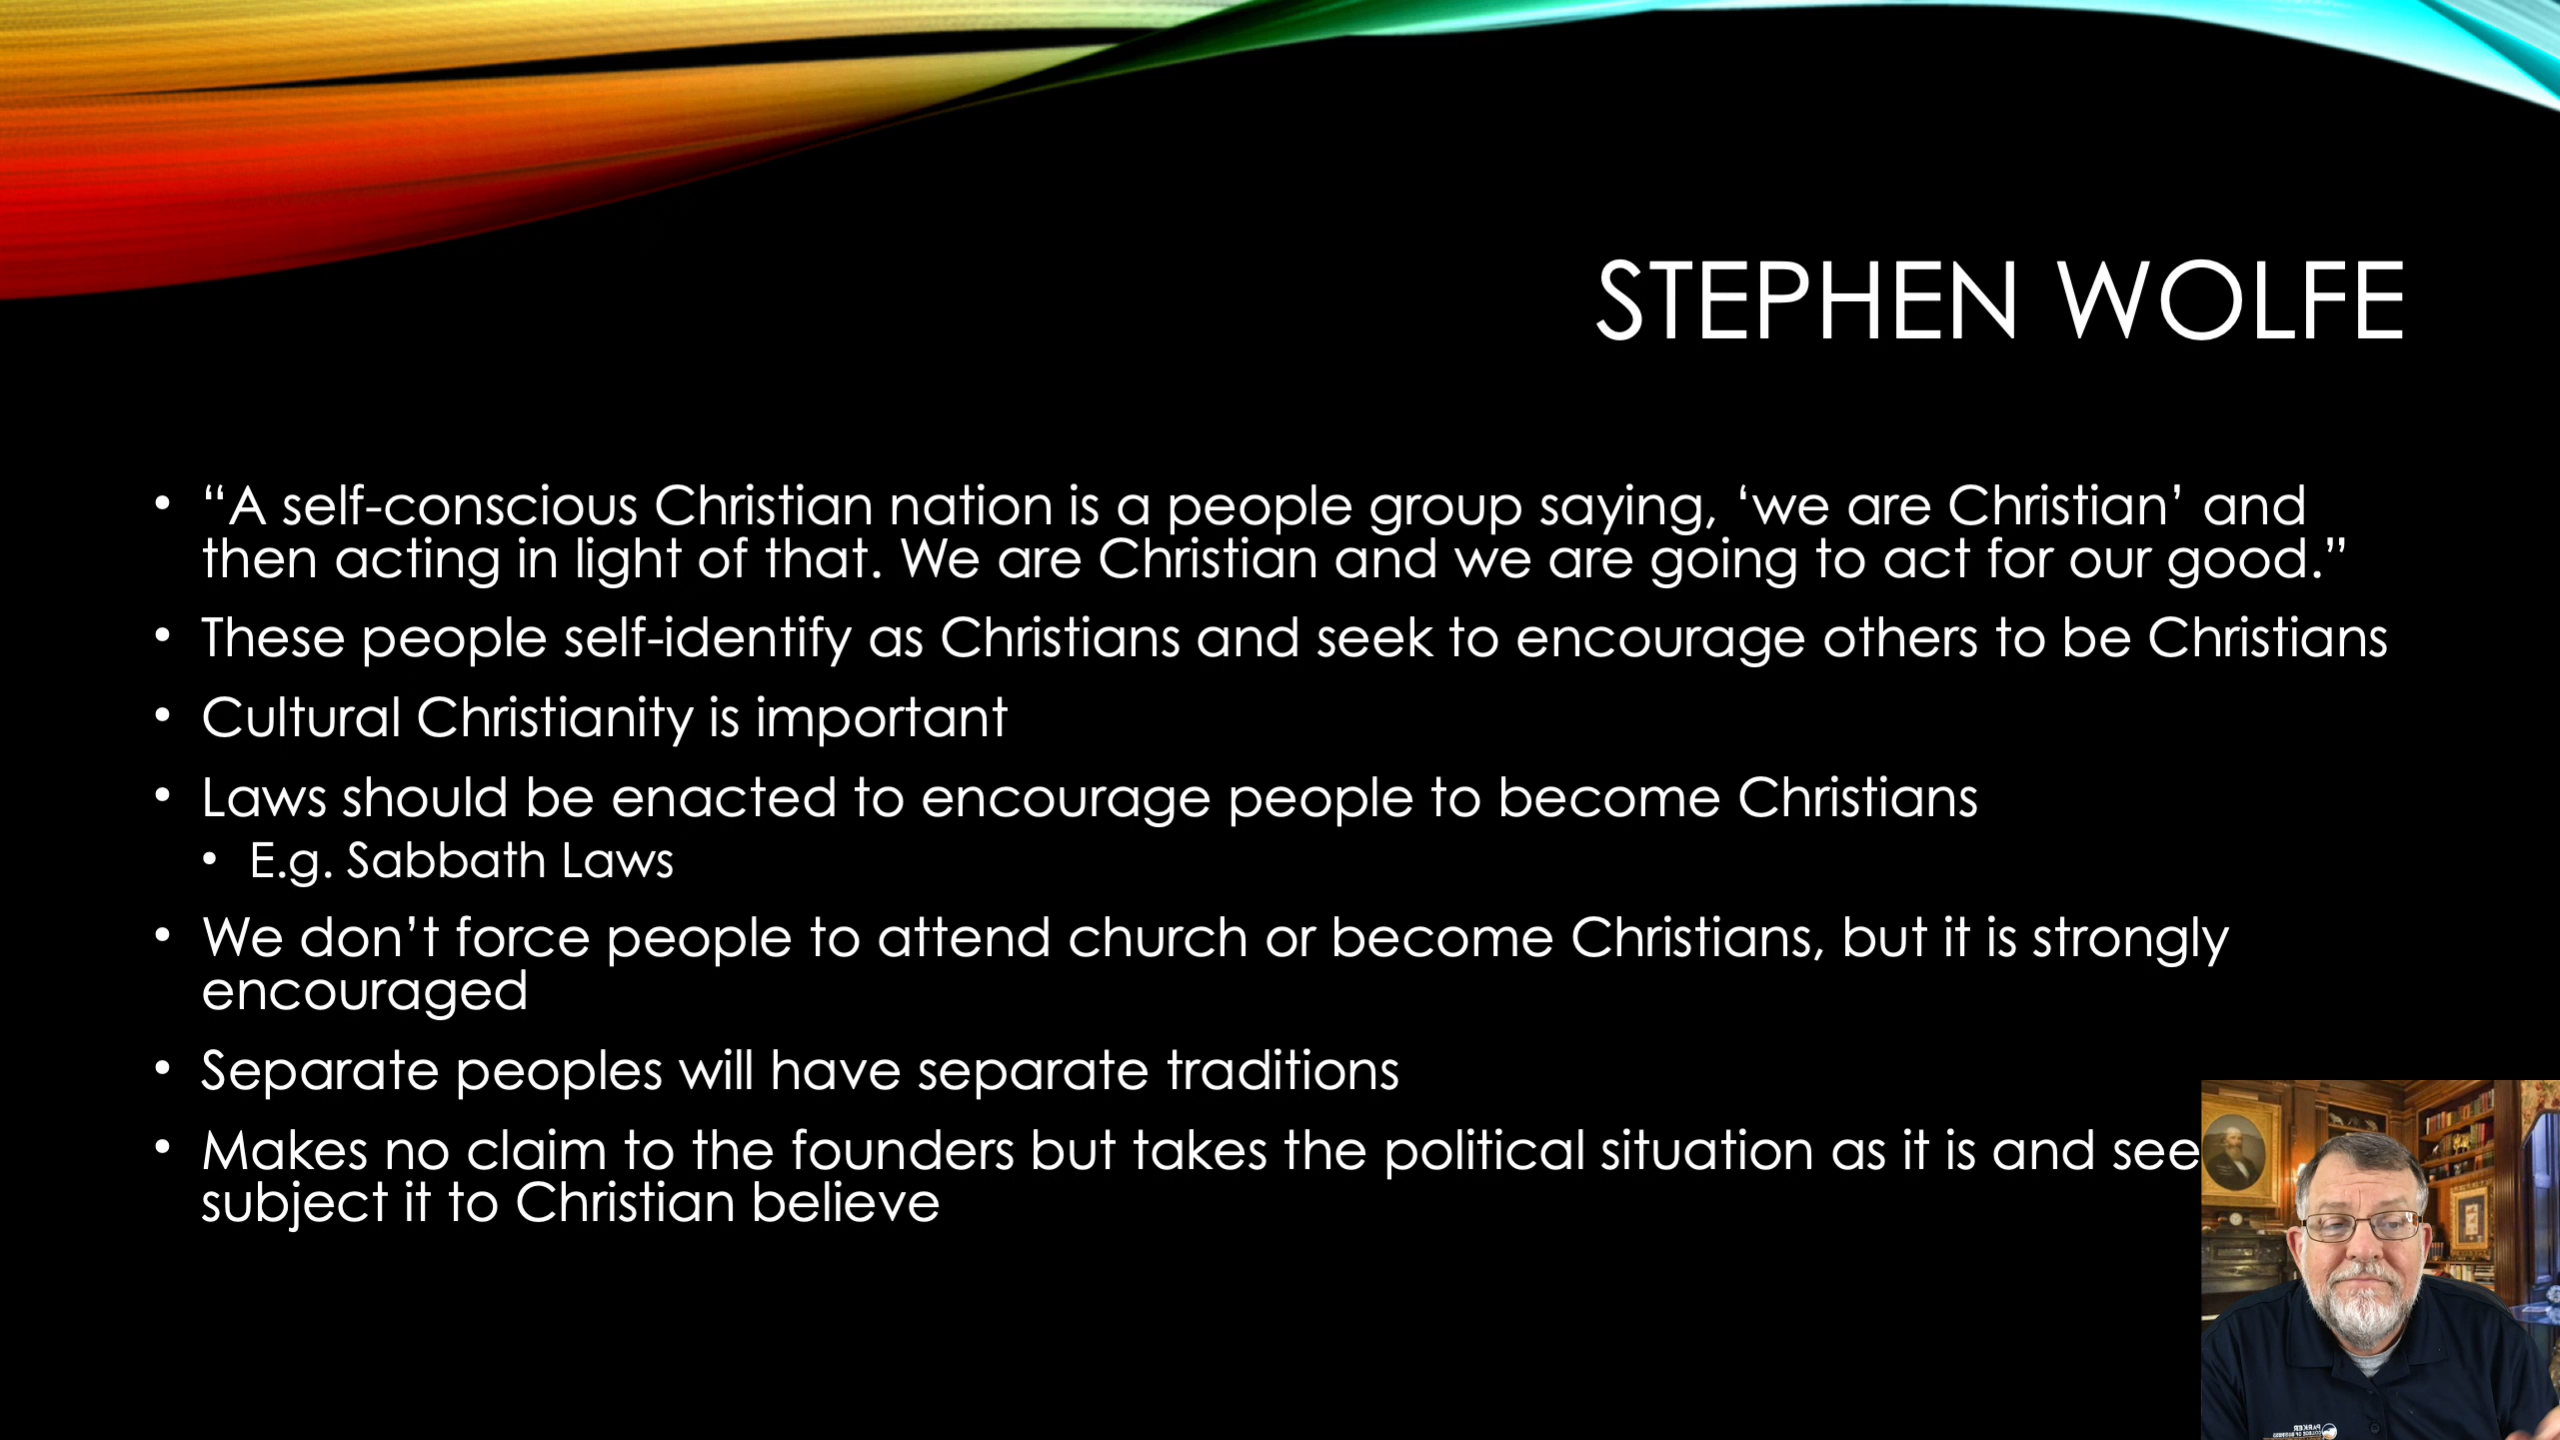 STEPHEN WOLFE
• “A self-conscious Christian nation is a people group saying, ‘we are Christian’ and
then acting in light of that. We are Christian and we are going to act for our good.”
• These people self-identify as Christians and seek to encourage others to be Christians
• Cultural Christianity is important
• Laws should be enacted to encourage people to become Christians
• E.g. Sabbath Laws
• We don’t force people to attend church or become Christians, but it is strongly
encouraged
• Separate peoples will have separate traditions
• Makes no claim to the founders but takes the political situation as it is and see
subject it to Christian believe
PARKER
COLLEGE OF BUSINESS